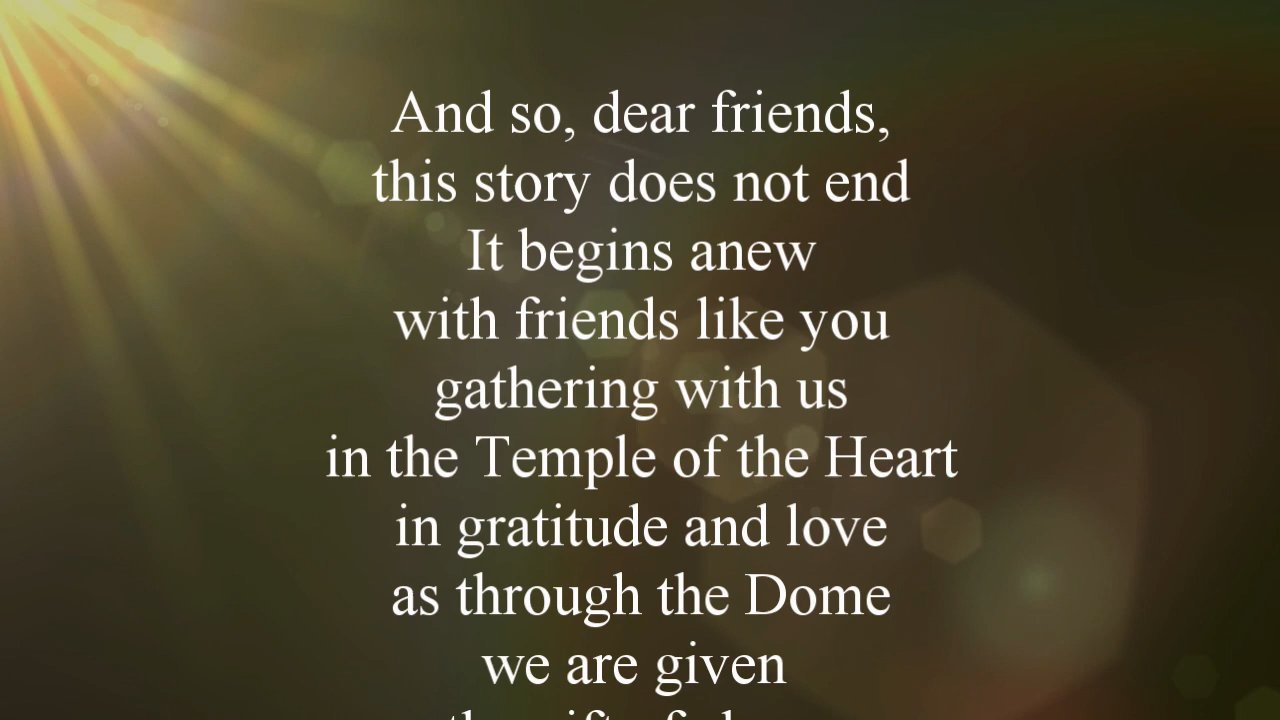 And so, dear friends,
this story does not end
It begins anew
with friends like you
gathering with us
in the Temple of the Heart
in gratitude and love
as through the Dome
we are given